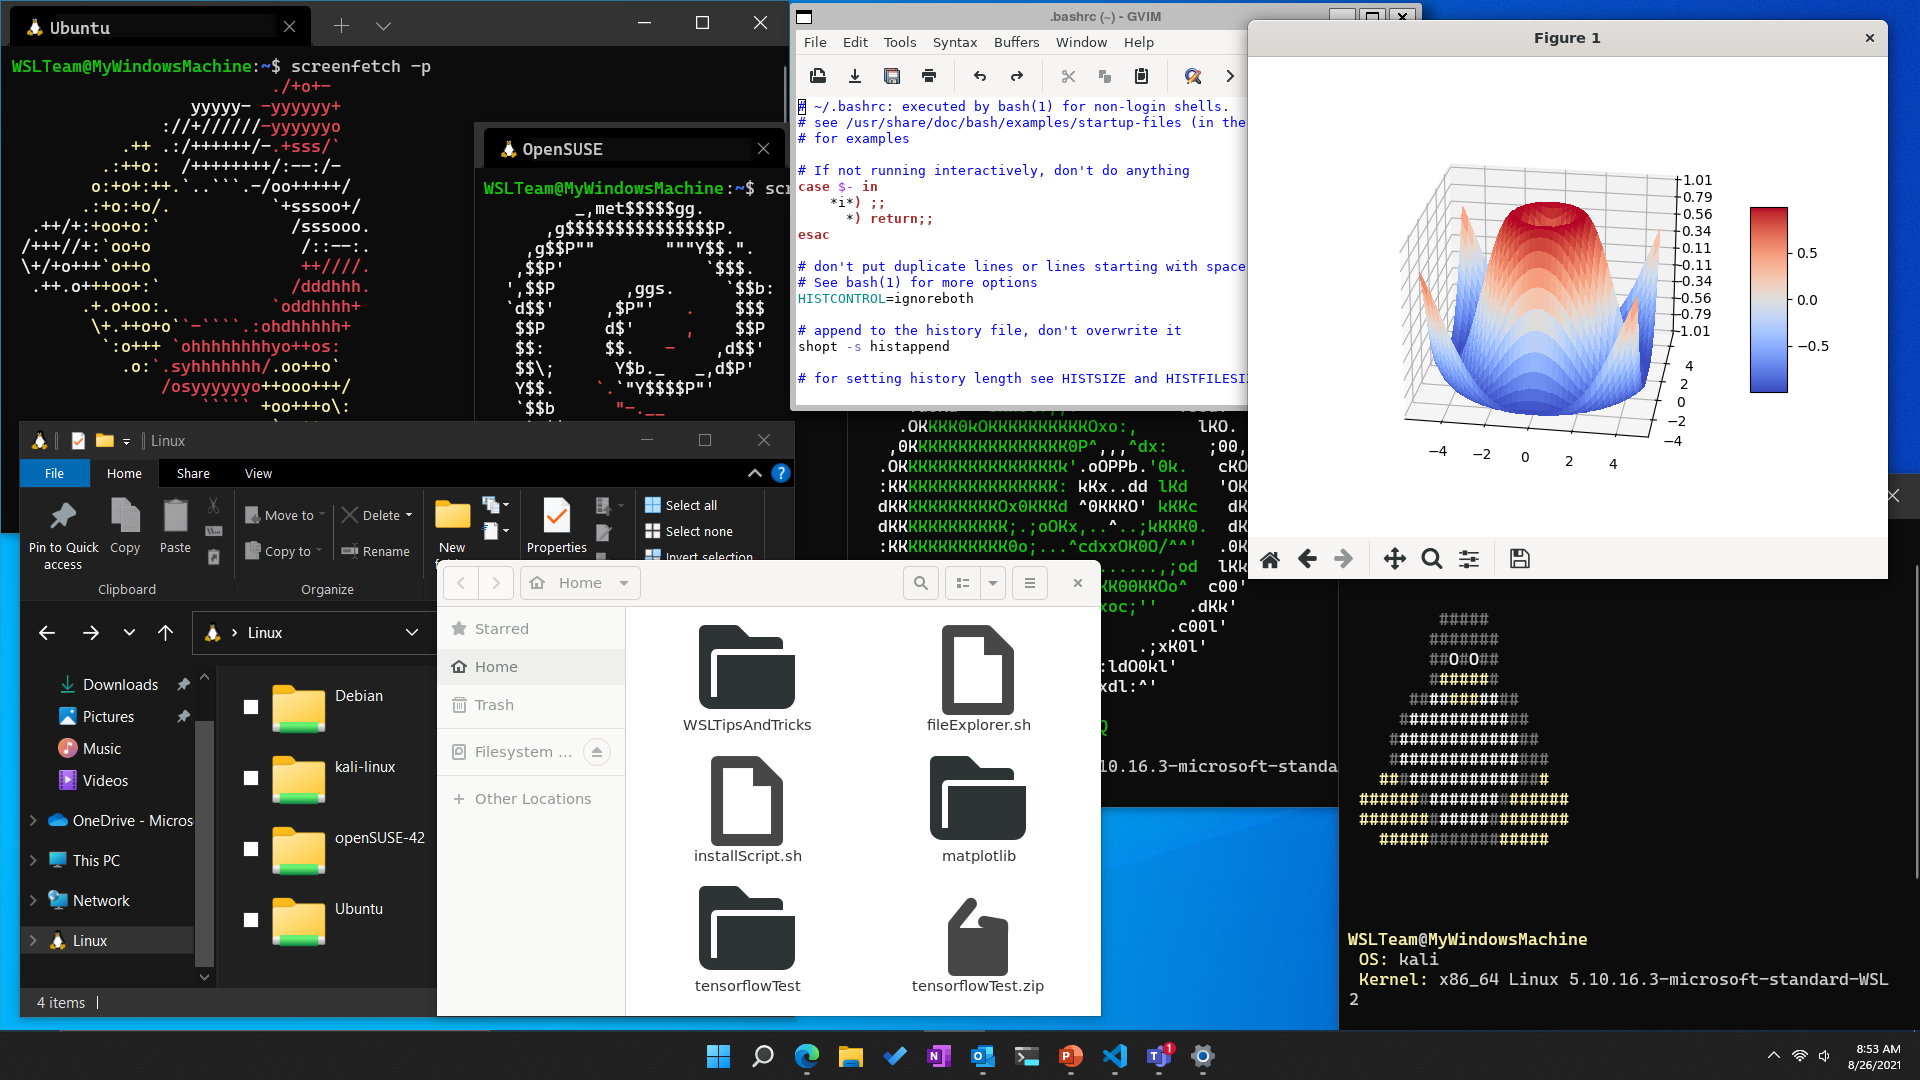 Ubuntu
WSLTeam@MyWindowsMachine:~$ screenfetch -p
OpenSUSE
WSLTeam@MyWindowsMachine:~$ scr
.bashrc (~) - GVIM
File Edit Tools Syntax Buffers Window Help
# ~/.bashrc: executed by bash(1) for non-login shells.
# see /usr/share/doc/bash/examples/startup-files (in the
# for examples
# If not running interactively, don't do anything
case $- in
*i*) ;;
*) return;;
esac
# don't put duplicate lines or lines starting with space
# See bash(1) for more options
HISTCONTROL=ignoreboth
# append to the history file, don't overwrite it
shopt -s histappend
# for setting history length see HISTSIZE and HISTFILESI
Figure 1
1.01
0.79
0.56
0.34
0.11
-0.11
-0.34
-0.56
-0.79
-1.01
4
2
0
−2
−4
−4 −2 0 2 4
0.5
0.0
−0.5
Linux
File Home Share View
Pin to Quick access
Copy
Paste
Clipboard
Move to
Copy to
Delete
Rename
Organize
New
Properties
Select all
Select none
Invert selection
Linux
Downloads
Pictures
Music
Videos
OneDrive - Micros
This PC
Network
Linux
Debian
kali-linux
openSUSE-42
Ubuntu
4 items
Home
Starred
Home
Trash
Filesystem ...
Other Locations
WSLTipsAndTricks
fileExplorer.sh
installScript.sh
matplotlib
tensorflowTest
tensorflowTest.zip
10.16.3-microsoft-standa
WSLTeam@MyWindowsMachine
OS: kali
Kernel: x86_64 Linux 5.10.16.3-microsoft-standard-WSL
2
1
8:53 AM
8/26/2021